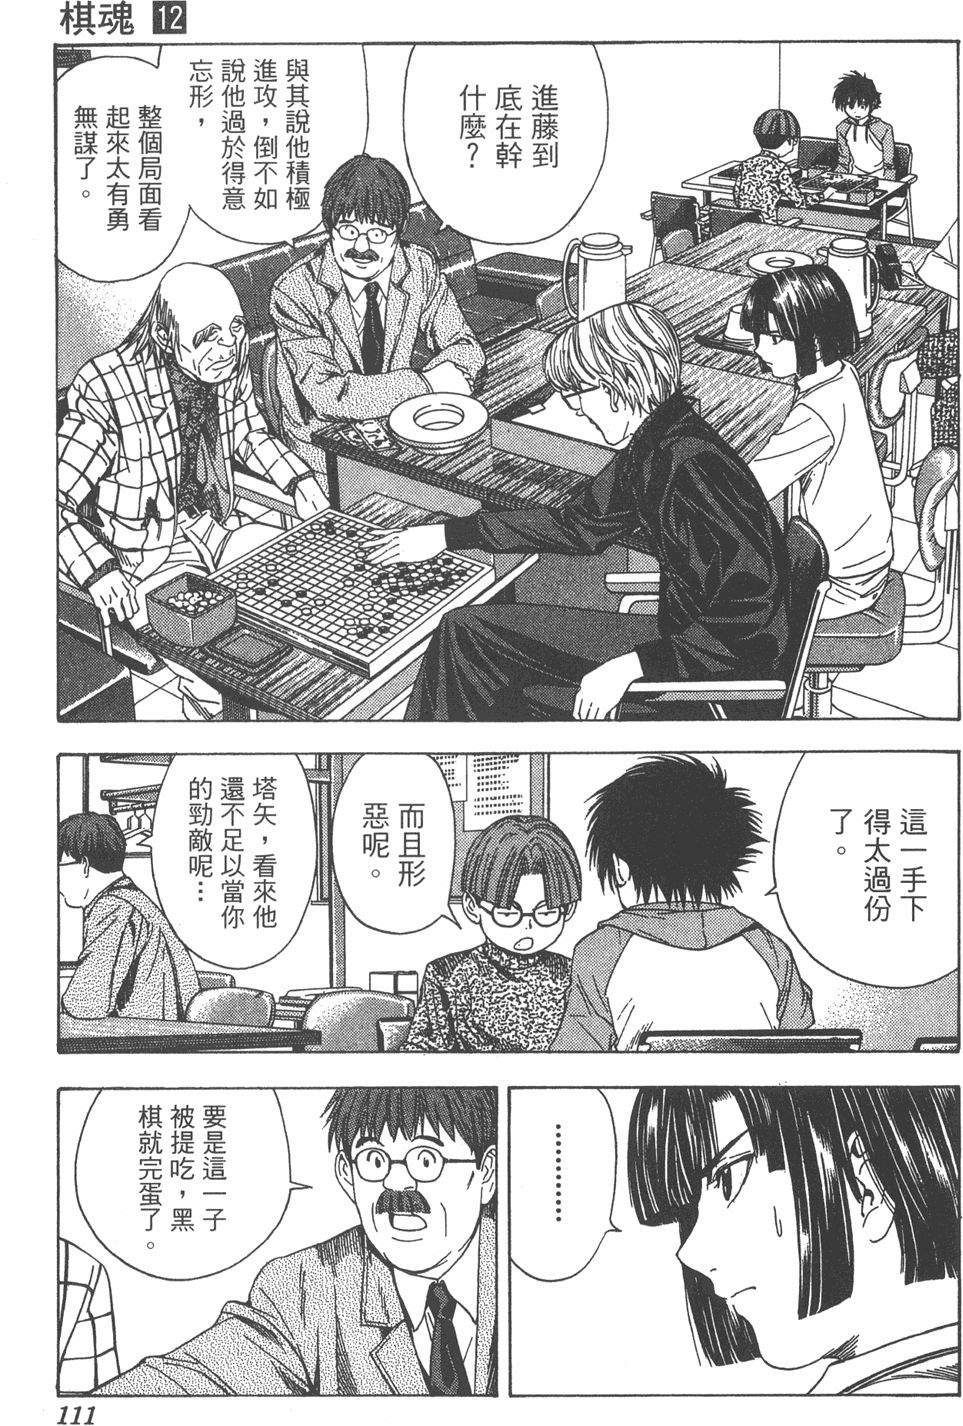 棋魂 12
進藤到
底在幹
什麼？
與其說他積極
進攻，倒不如
說他過於得意
忘形，
整個局面看
起來太有勇
無謀了。
這一手下
得太過份
了。
而且形
惡呢。
塔矢，看來他
還不足以當你
的勁敵呢…
…………
要是這一子
被提吃，黑
棋就完蛋了。
111